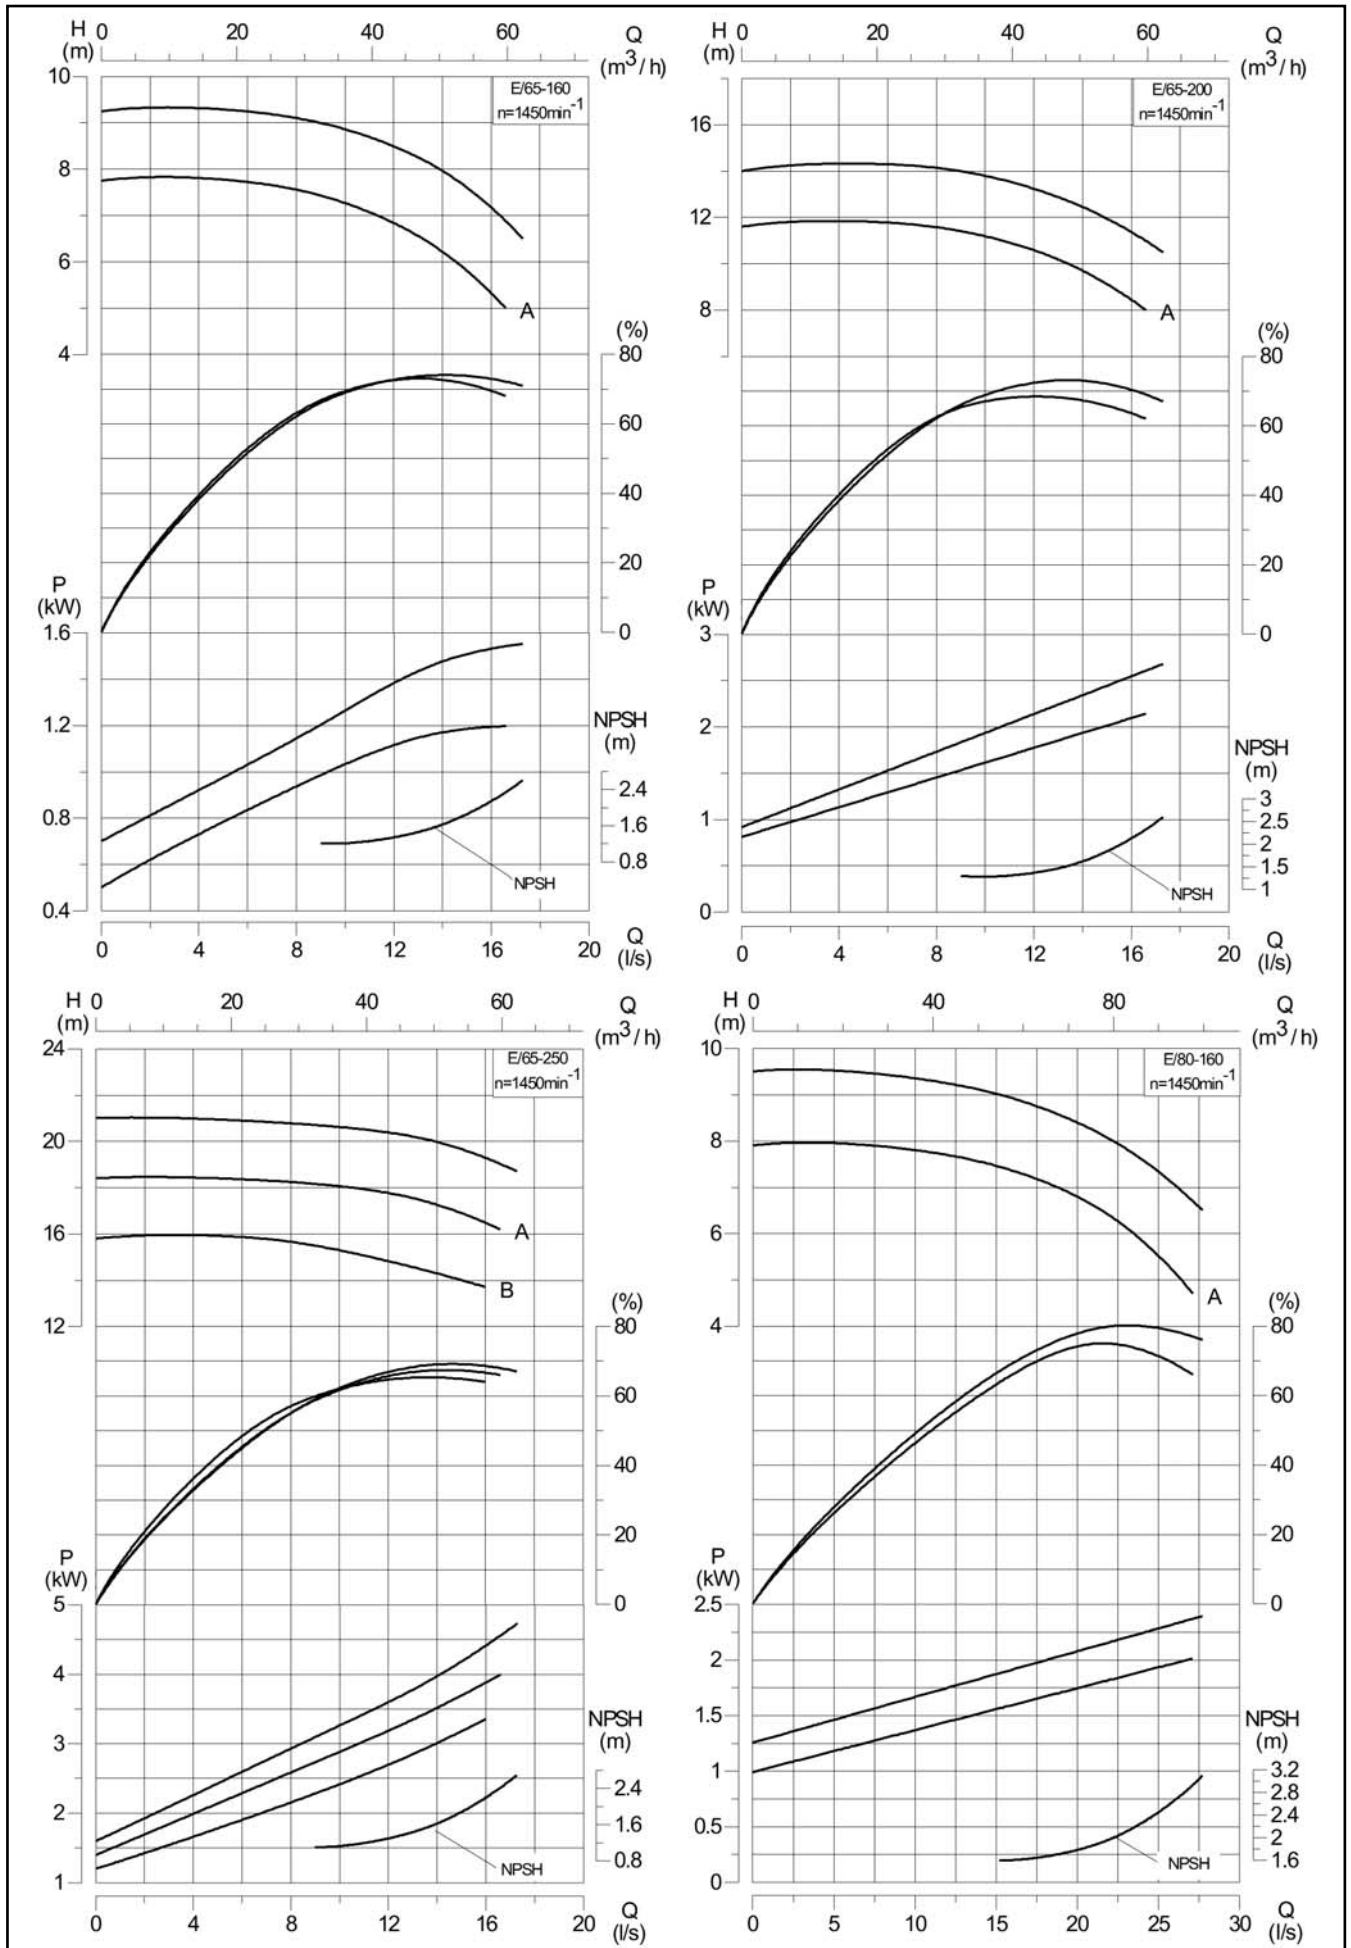 H 0 20 40 60 Q
(m) (m³/h)
10
E/65-160
n=1450min⁻¹
8
6
A
(%)
4 80
60
40
P 20
(kW)
1.6 0
1.2 NPSH
(m)
2.4
0.8 1.6
0.8
NPSH
0.4
0 4 8 12 16 20 Q
(l/s)
H 0 20 40 60 Q
(m) (m³/h)
E/65-200
n=1450min⁻¹
16
12
8 A
(%)
80
60
40
P 20
(kW)
3 0
2 NPSH
(m)
3
1 2.5
2
1.5
NPSH 1
0
0 4 8 12 16 20 Q
(l/s)
H 0 20 40 60 Q
(m) (m³/h)
24
E/65-250
n=1450min⁻¹
20
16 A
B
(%)
12 80
60
40
20
P
(kW)
5 0
4
3 NPSH
(m)
2.4
2 1.6
0.8
NPSH
1
0 4 8 12 16 20 Q
(l/s)
H 0 40 80 Q
(m) (m³/h)
10
E/80-160
n=1450min⁻¹
8
6
A
(%)
4 80
60
40
20
P
(kW)
2.5 0
2
1.5 NPSH
(m)
1 3.2
2.8
2.4
0.5 2
1.6
NPSH
0
0 5 10 15 20 25 30 Q
(l/s)